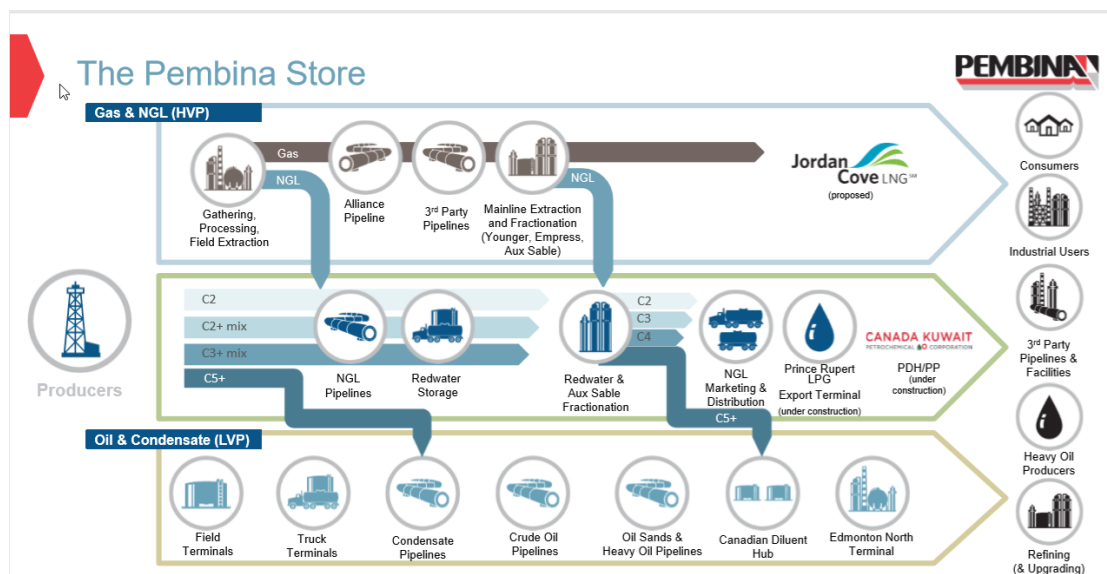 The Pembina Store
PEMBINA
Gas & NGL (HVP)
Gas
NGL
Gathering,
Processing,
Field Extraction
Alliance
Pipeline
3rd Party
Pipelines
Mainline Extraction
and Fractionation
(Younger, Empress,
Aux Sable)
NGL
Jordan
Cove LNG SM
(proposed)
Consumers
Industrial Users
Producers
C2
C2+ mix
C3+ mix
C5+
NGL
Pipelines
Redwater
Storage
Redwater &
Aux Sable
Fractionation
C2
C3
C4
C5+
NGL
Marketing &
Distribution
Prince Rupert
LPG
Export Terminal
(under construction)
CANADA KUWAIT
PETROCHEMICAL CORPORATION
PDH/PP
(under
construction)
3rd Party
Pipelines &
Facilities
Heavy Oil
Producers
Oil & Condensate (LVP)
Field
Terminals
Truck
Terminals
Condensate
Pipelines
Crude Oil
Pipelines
Oil Sands &
Heavy Oil Pipelines
Canadian Diluent
Hub
Edmonton North
Terminal
Refining
(& Upgrading)